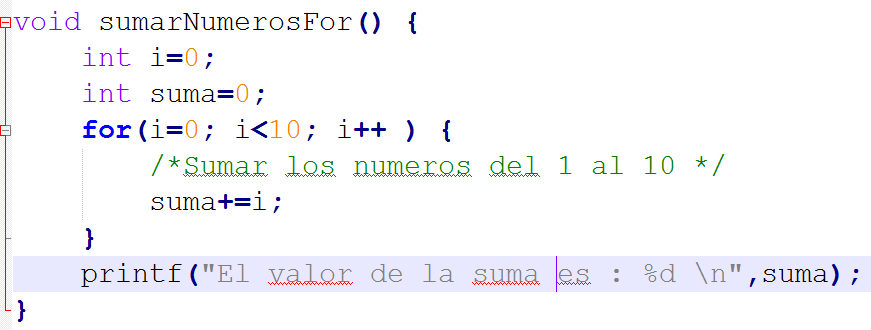 void sumarNumerosFor() {
int i=0;
int suma=0;
for(i=0; i<10; i++ ) {
/*Sumar los numeros del 1 al 10 */
suma+=i;
}
printf("El valor de la suma es : %d \n",suma);
}